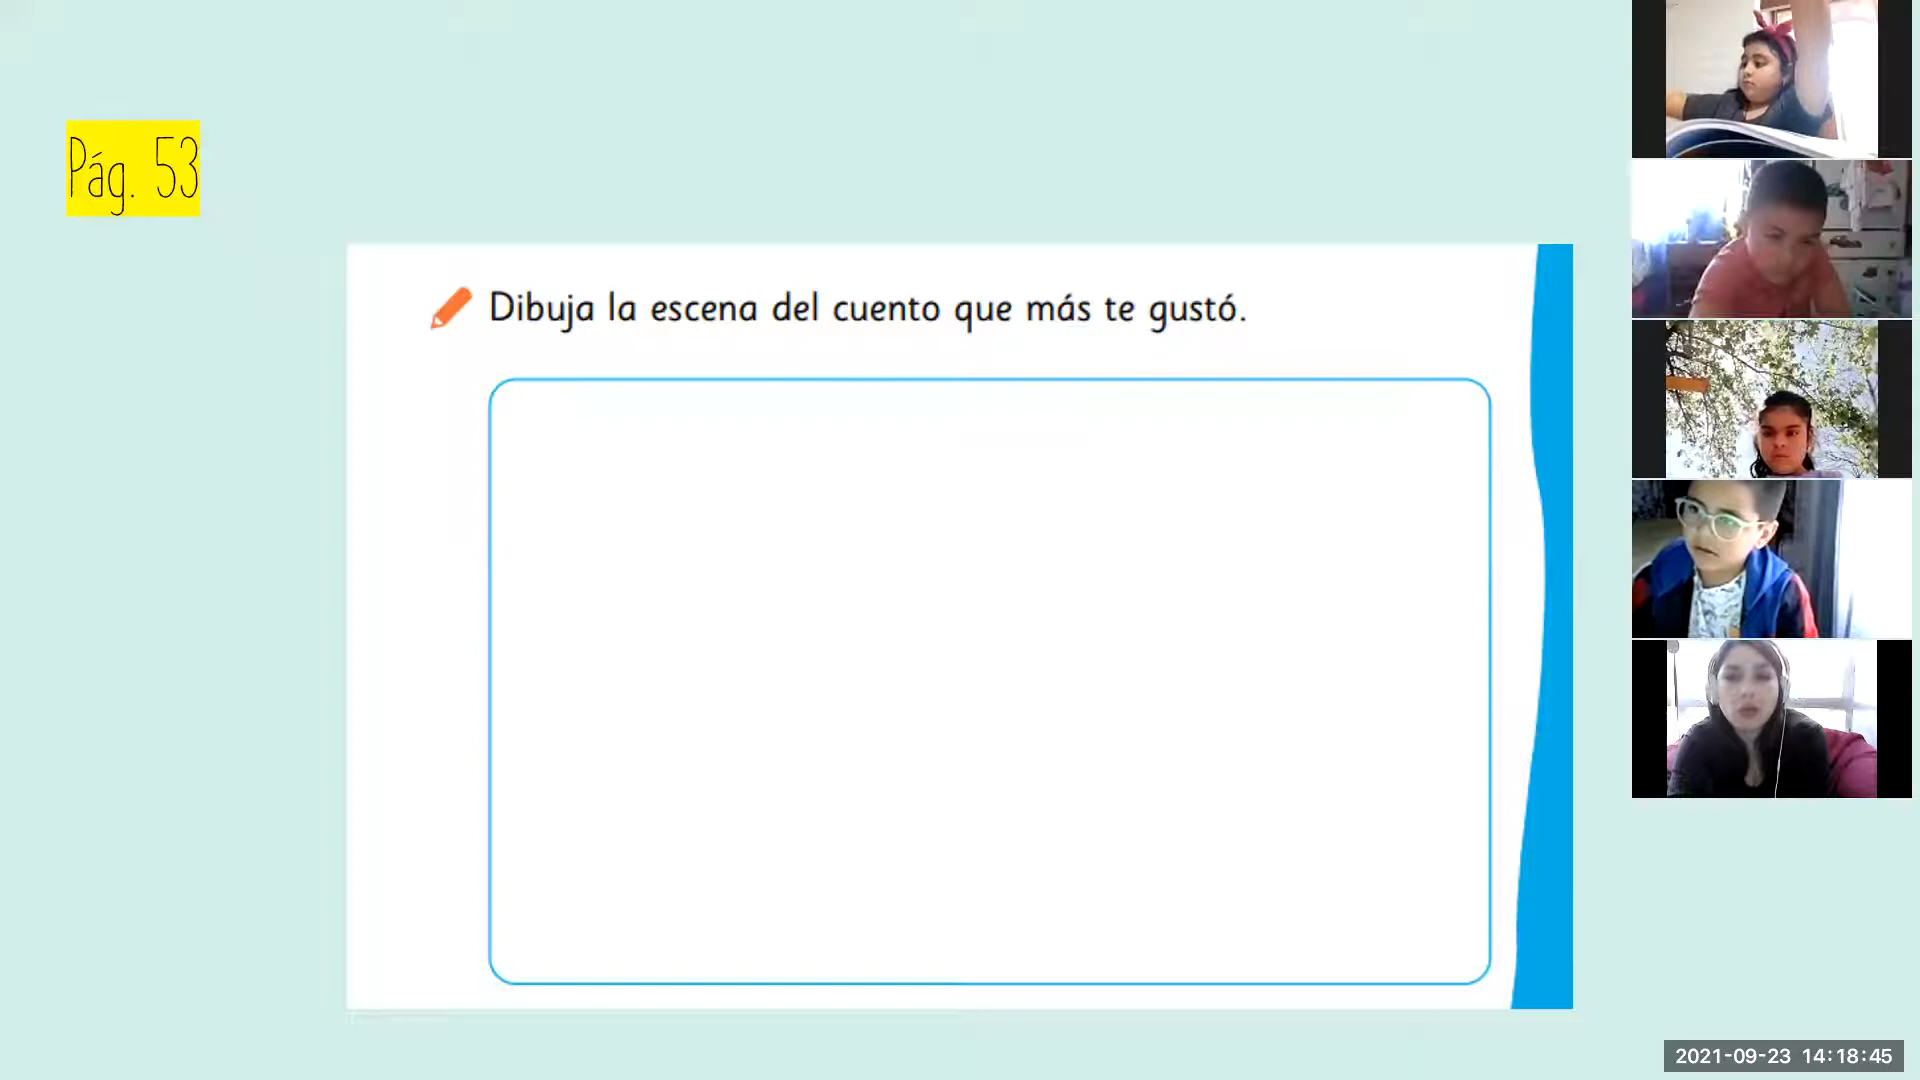 Pág. 53
Dibuja la escena del cuento que más te gustó.
2021-09-23 14:18:45